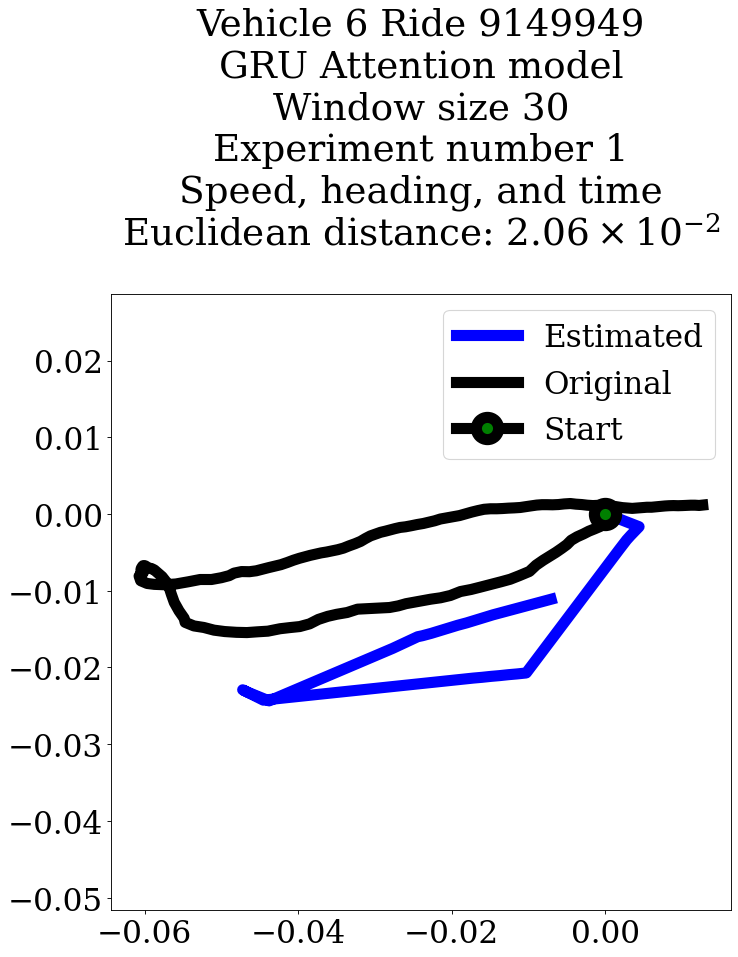 Vehicle 6 Ride 9149949
GRU Attention model
Window size 30
Experiment number 1
Speed, heading, and time
Euclidean distance: 2.06 × 10⁻²
Estimated
Original
Start
0.02
0.01
0.00
−0.01
−0.02
−0.03
−0.04
−0.05
−0.06 −0.04 −0.02 0.00